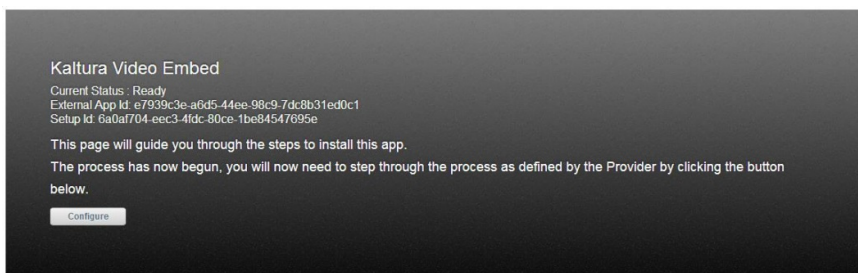 Kaltura Video Embed
Current Status : Ready
External App Id: e7939c3e-a6d5-44ee-98c9-7dc8b31ed0c1
Setup Id: 6a0af704-eec3-4fdc-80ce-1be84547695e
This page will guide you through the steps to install this app.
The process has now begun, you will now need to step through the process as defined by the Provider by clicking the button
below.
Configure